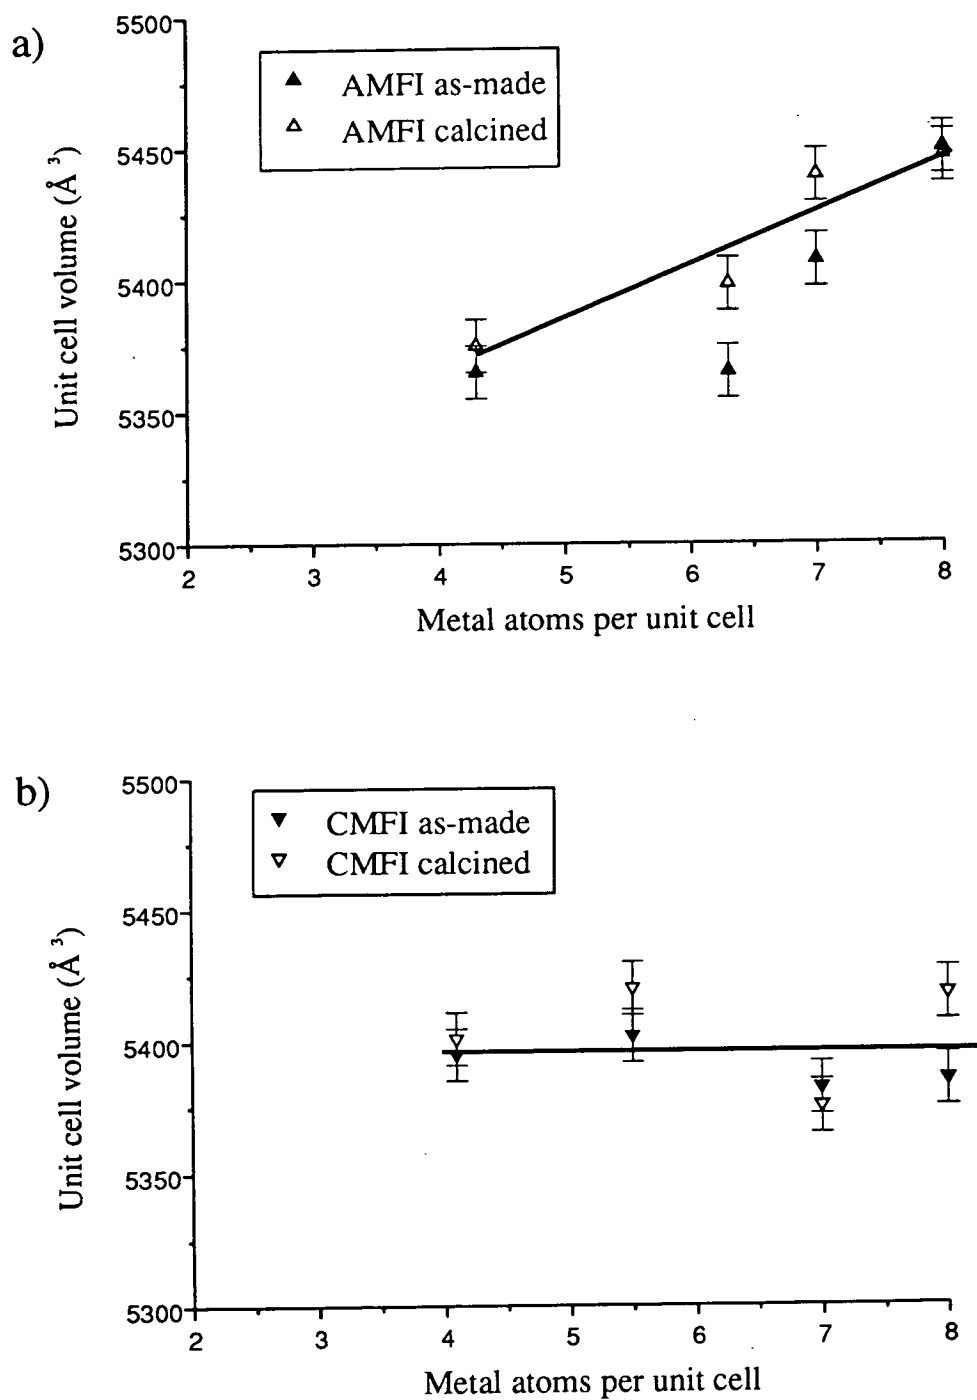 a)
5500
5450
5400
5350
5300
Unit cell volume (Å ³)
AMFI as-made
AMFI calcined
2 3 4 5 6 7 8
Metal atoms per unit cell
b)
5500
5450
5400
5350
5300
Unit cell volume (Å ³)
CMFI as-made
CMFI calcined
2 3 4 5 6 7 8
Metal atoms per unit cell